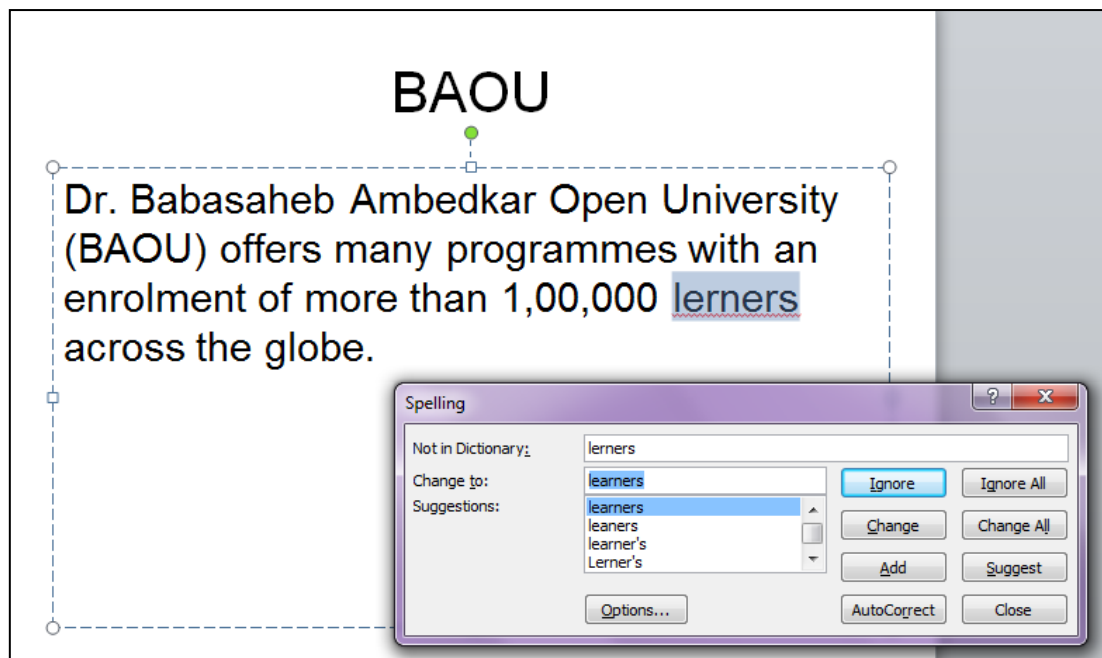 BAOU
Dr. Babasaheb Ambedkar Open University
(BAOU) offers many programmes with an
enrolment of more than 1,00,000 lerners
across the globe.
Spelling
?
Not in Dictionary: lerners
Change to: learners
Ignore Ignore All
Suggestions: learners
leaners
learner's
Lerner's
Change Change All
Add Suggest
Options... AutoCorrect Close